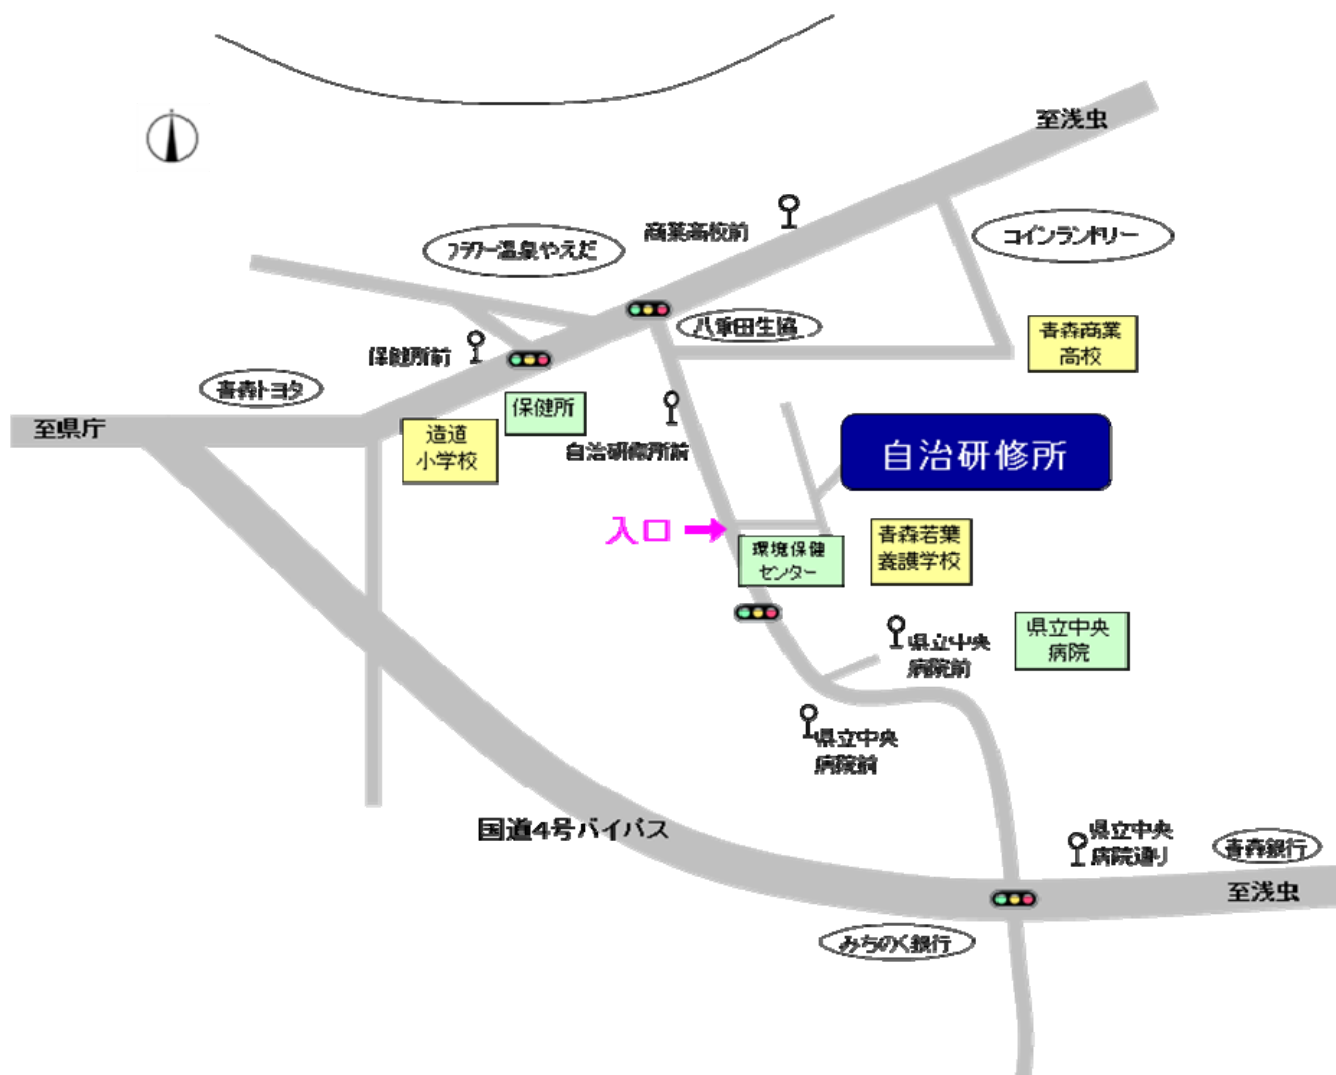 至浅虫
商業高校前
コインランドリー
フラワー温泉やえだ
八重田生協
青森商業
高校
保健所前
青森トヨタ
保健所
至県庁
造道
小学校
自治研修所前
自治研修所
入口
環境保健
センター
青森若葉
養護学校
県立中央
病院前
県立中央
病院
県立中央
病院前
国道4号バイパス
県立中央
病院通り
青森銀行
至浅虫
みちのく銀行